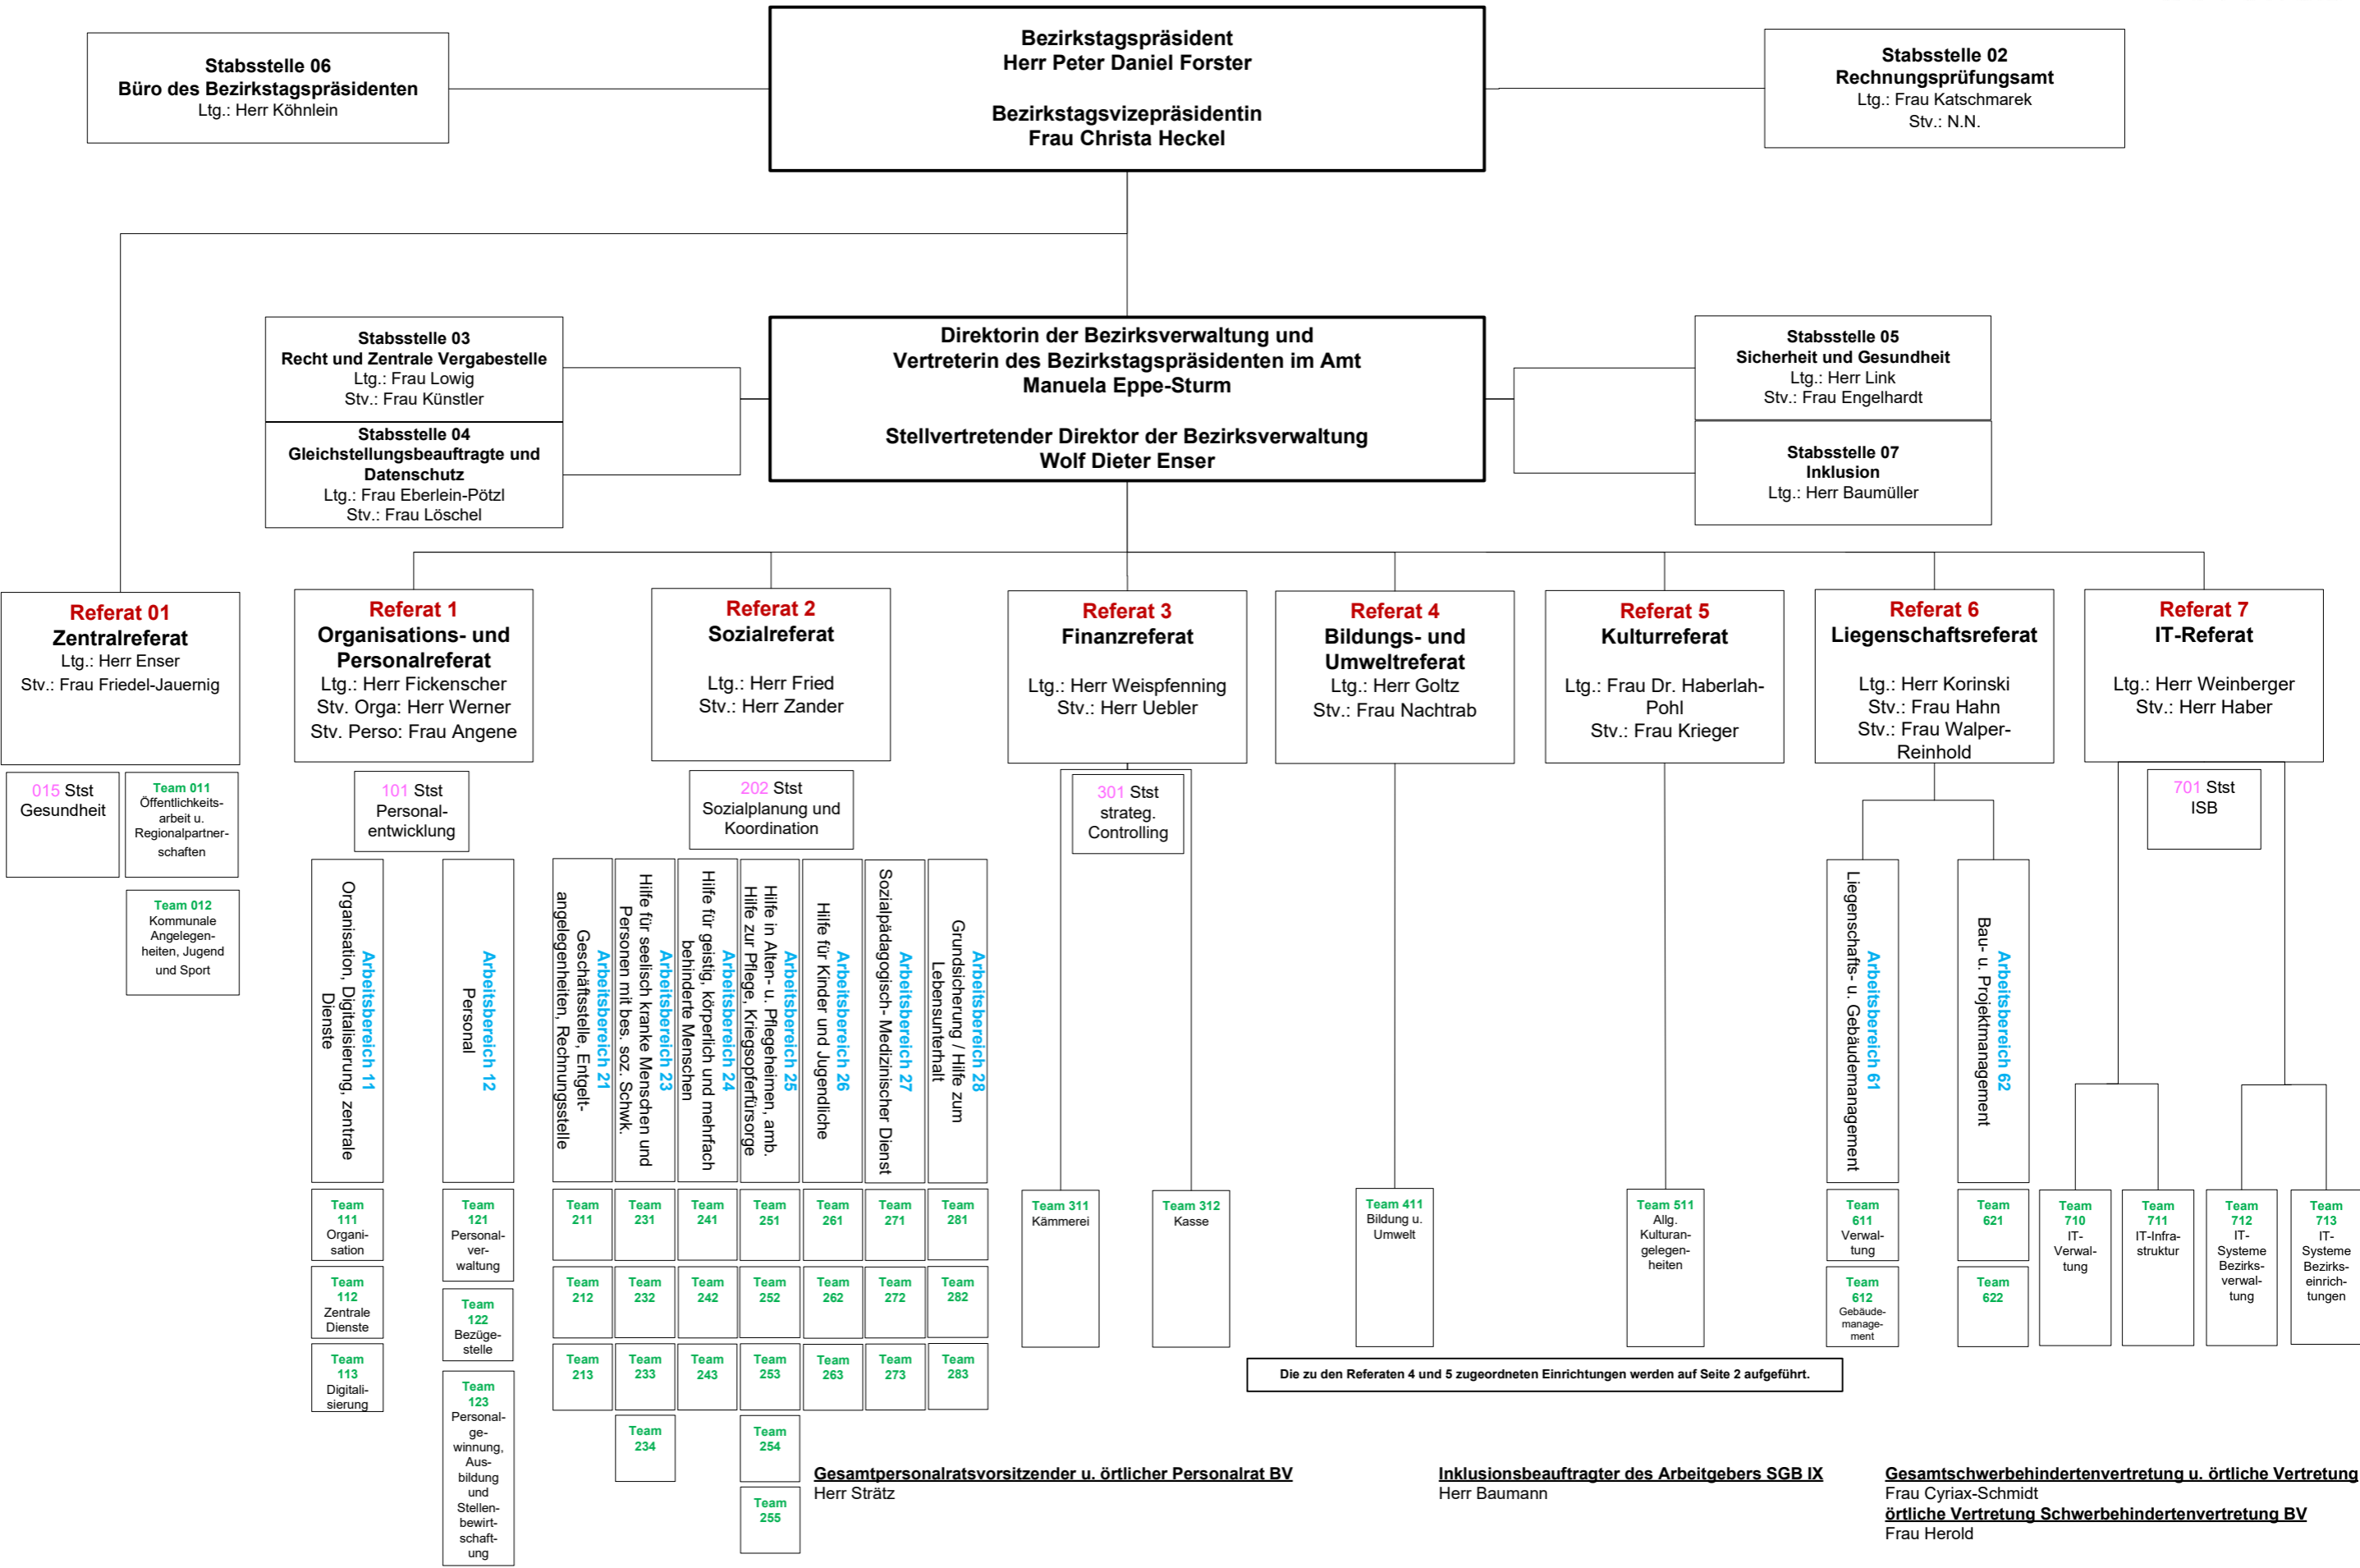 Stabsstelle 06
Büro des Bezirkstagspräsidenten
Ltg.: Herr Köhnlein
Bezirkstagspräsident
Herr Peter Daniel Forster
Bezirkstagsvizepräsidentin
Frau Christa Heckel
Stabsstelle 02
Rechnungsprüfungsamt
Ltg.: Frau Katschmarek
Stv.: N.N.
Stabsstelle 03
Recht und Zentrale Vergabestelle
Ltg.: Frau Lowig
Stv.: Frau Künstler
Stabsstelle 04
Gleichstellungsbeauftragte und
Datenschutz
Ltg.: Frau Eberlein-Pötzl
Stv.: Frau Löschel
Direktorin der Bezirksverwaltung und
Vertreterin des Bezirkstagspräsidenten im Amt
Manuela Eppe-Sturm
Stellvertretender Direktor der Bezirksverwaltung
Wolf Dieter Enser
Stabsstelle 05
Sicherheit und Gesundheit
Ltg.: Herr Link
Stv.: Frau Engelhardt
Stabsstelle 07
Inklusion
Ltg.: Herr Baumüller
Referat 01
Zentralreferat
Ltg.: Herr Enser
Stv.: Frau Friedel-Jauernig
Referat 1
Organisations- und
Personalreferat
Ltg.: Herr Fickenscher
Stv. Orga: Herr Werner
Stv. Perso: Frau Angene
Referat 2
Sozialreferat
Ltg.: Herr Fried
Stv.: Herr Zander
Referat 3
Finanzreferat
Ltg.: Herr Weispfenning
Stv.: Herr Uebler
Referat 4
Bildungs- und
Umweltreferat
Ltg.: Herr Goltz
Stv.: Frau Nachtrab
Referat 5
Kulturreferat
Ltg.: Frau Dr. Haberlah-
Pohl
Stv.: Frau Krieger
Referat 6
Liegenschaftsreferat
Ltg.: Herr Korinski
Stv.: Frau Hahn
Stv.: Frau Walper-
Reinhold
Referat 7
IT-Referat
Ltg.: Herr Weinberger
Stv.: Herr Haber
015 Stst
Gesundheit
Team 011
Öffentlichkeits-
arbeit u.
Regionalpartner-
schaften
Team 012
Kommunale
Angelegen-
heiten, Jugend
und Sport
101 Stst
Personal-
entwicklung
202 Stst
Sozialplanung und
Koordination
301 Stst
strateg.
Controlling
701 Stst
ISB
Arbeitsbereich 11
Organisation, Digitalisierung, zentrale
Dienste
Arbeitsbereich 12
Personal
Arbeitsbereich 21
Geschäftsstelle, Entgelt-
angelegenheiten, Rechnungsstelle
Arbeitsbereich 23
Hilfe für seelisch kranke Menschen und
Personen mit bes. soz. Schwk.
Arbeitsbereich 24
Hilfe für geistig, körperlich und mehrfach
behinderte Menschen
Arbeitsbereich 25
Hilfe in Alten- u. Pflegeheimen, amb.
Hilfe zur Pflege, Kriegsopferfürsorge
Arbeitsbereich 26
Hilfe für Kinder und Jugendliche
Arbeitsbereich 27
Sozialpädagogisch- Medizinischer Dienst
Arbeitsbereich 28
Grundsicherung / Hilfe zum
Lebensunterhalt
Arbeitsbereich 61
Liegenschafts- u. Gebäudemanagement
Arbeitsbereich 62
Bau- u. Projektmanagement
Team
111
Organi-
sation
Team
112
Zentrale
Dienste
Team
113
Digitali-
sierung
Team
121
Personal-
ver-
waltung
Team
122
Bezüge-
stelle
Team
123
Personal-
ge-
winnung,
Aus-
bildung
und
Stellen-
bewirt-
schaft-
ung
Team
211
Team
212
Team
213
Team
231
Team
232
Team
233
Team
234
Team
241
Team
242
Team
243
Team
251
Team
252
Team
253
Team
254
Team
255
Team
261
Team
262
Team
263
Team
271
Team
272
Team
273
Team
281
Team
282
Team
283
Team 311
Kämmerei
Team 312
Kasse
Team 411
Bildung u.
Umwelt
Team 511
Allg.
Kulturan-
gelegen-
heiten
Team
611
Verwal-
tung
Team
612
Gebäude-
manage-
ment
Team
621
Team
622
Team
710
IT-
Verwal-
tung
Team
711
IT-Infra-
struktur
Team
712
IT-
Systeme
Bezirks-
verwal-
tung
Team
713
IT-
Systeme
Bezirks-
einrich-
tungen
Die zu den Referaten 4 und 5 zugeordneten Einrichtungen werden auf Seite 2 aufgeführt.
Gesamtpersonalratsvorsitzender u. örtlicher Personalrat BV
Herr Strätz
Inklusionsbeauftragter des Arbeitgebers SGB IX
Herr Baumann
Gesamtschwerbehindertenvertretung u. örtliche Vertretung
Frau Cyriax-Schmidt
örtliche Vertretung Schwerbehindertenvertretung BV
Frau Herold